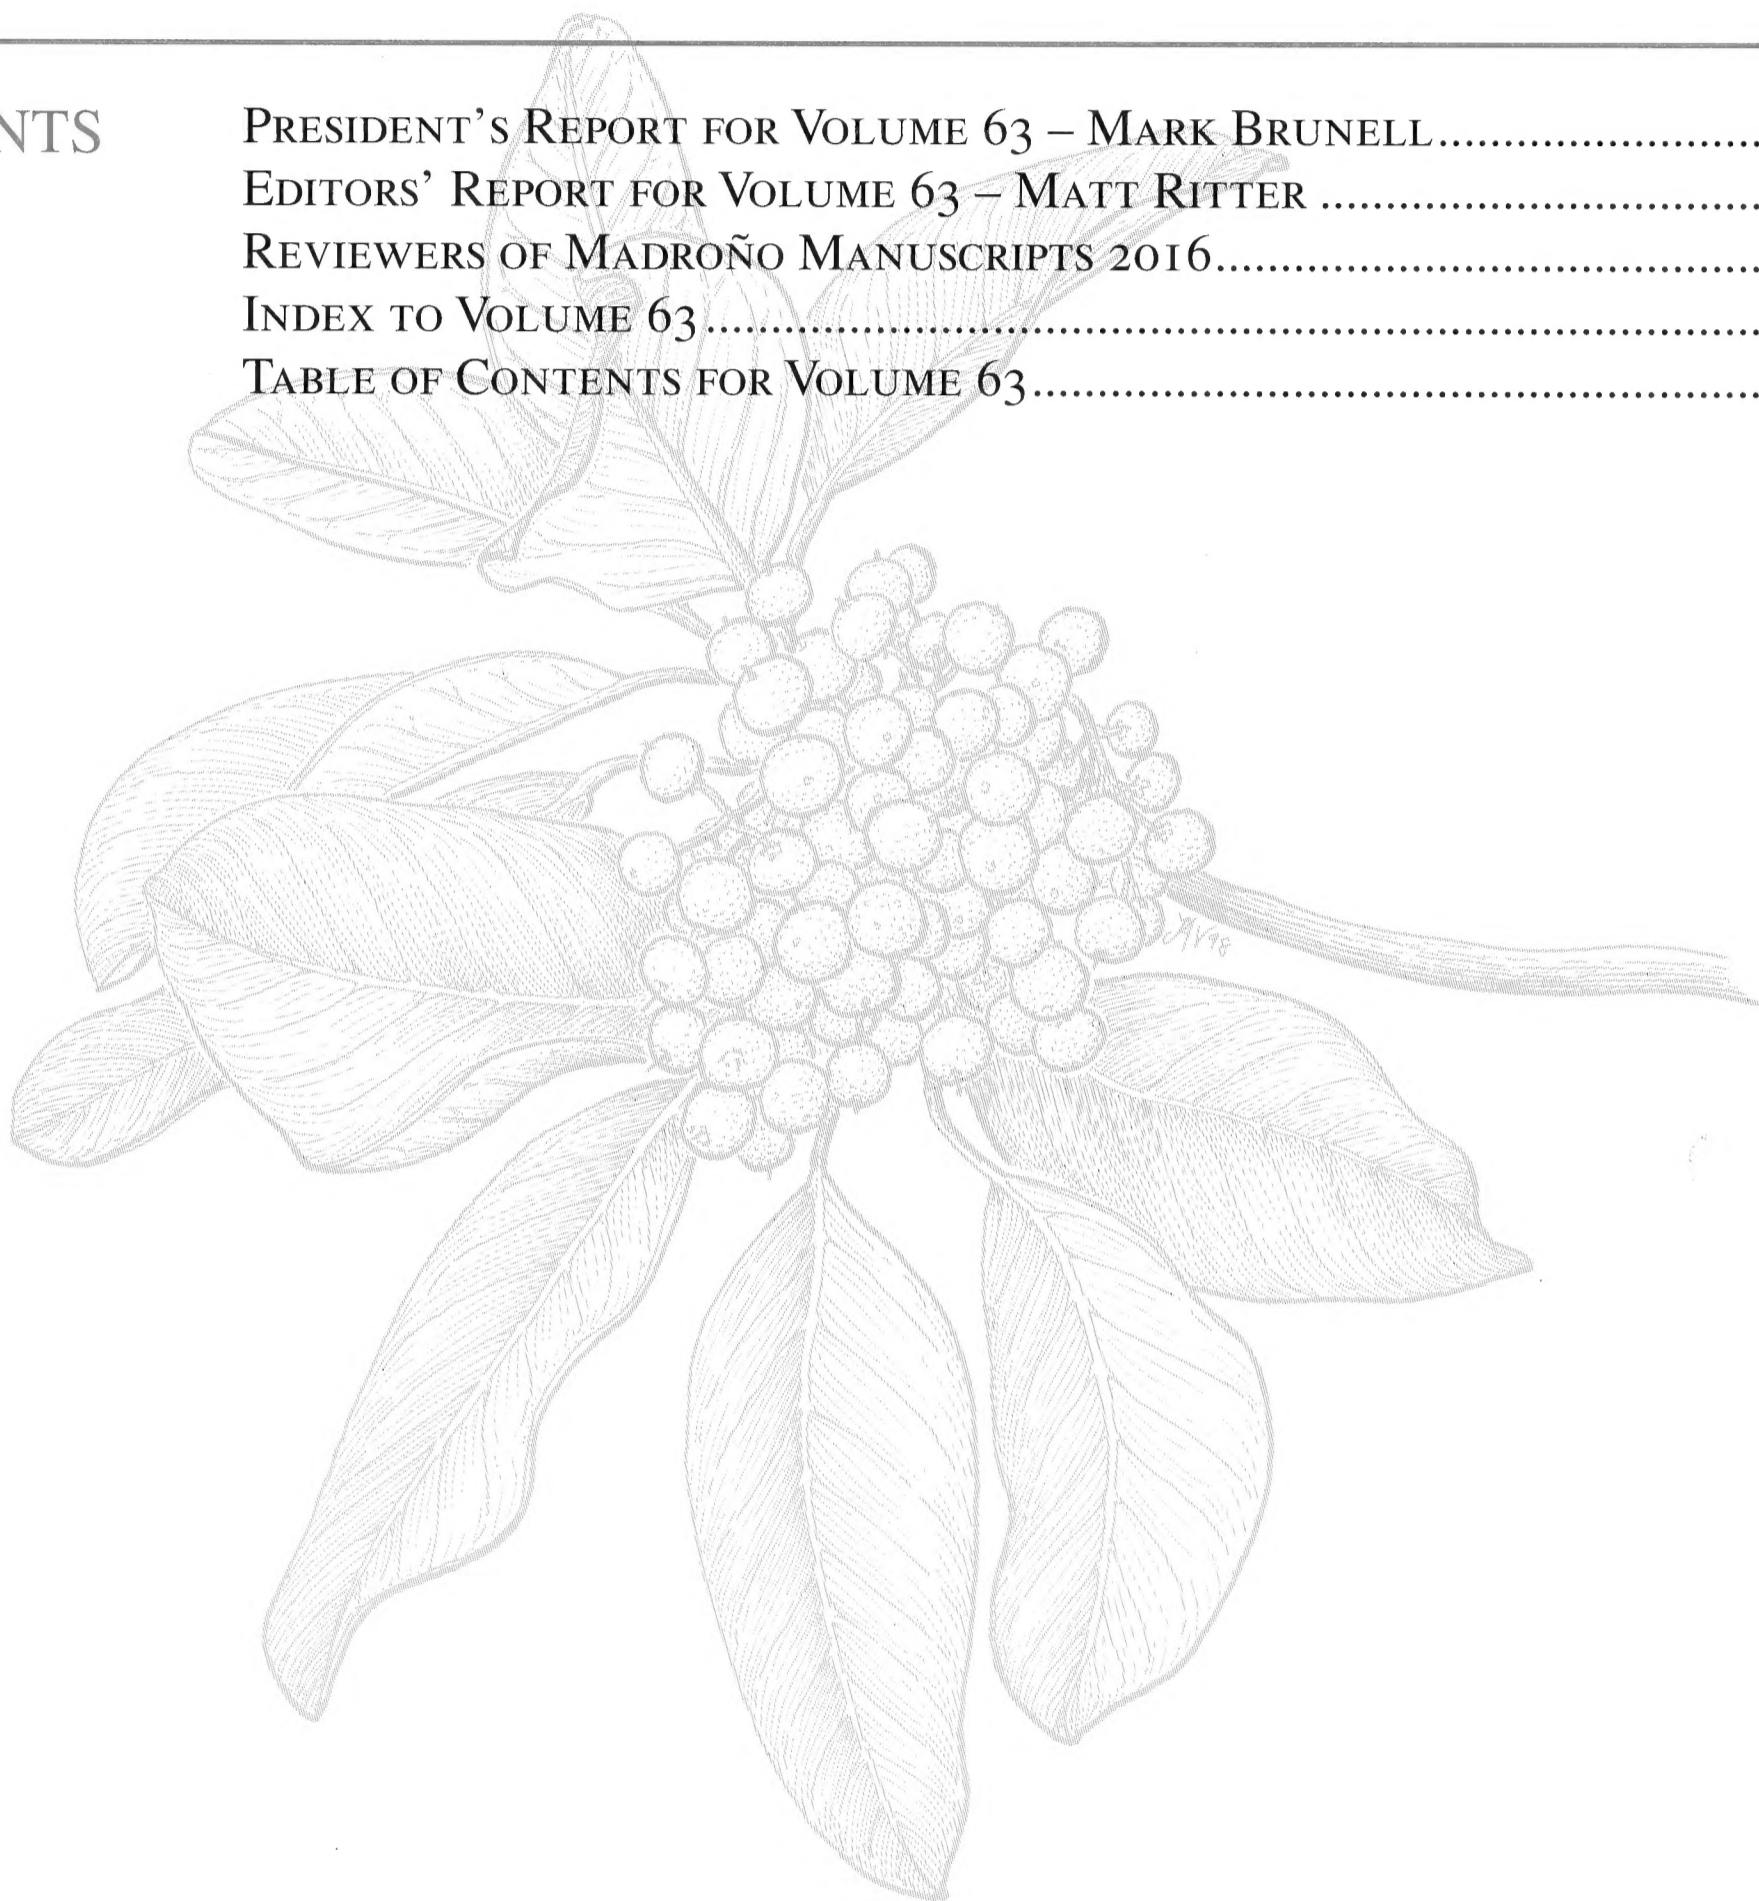 NTS
PRESIDENT'S REPORT FOR VOLUME 63 – MARK BRUNELL........................
EDITORS' REPORT FOR VOLUME 63 – MATT RITTER .................................
REVIEWERS OF MADROÑO MANUSCRIPTS 2016.........................................
INDEX TO VOLUME 63................................................................................
TABLE OF CONTENTS FOR VOLUME 63.......................................................